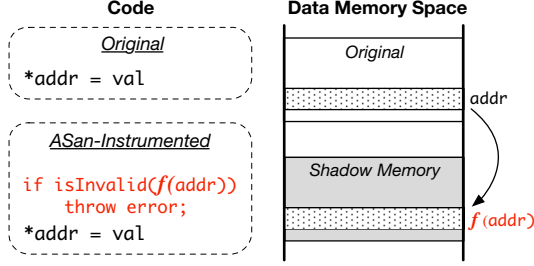 Code
Original
*addr = val
ASan-Instrumented
if isInvalid(f(addr))
throw error;
*addr = val
Data Memory Space
Original
addr
Shadow Memory
f(addr)